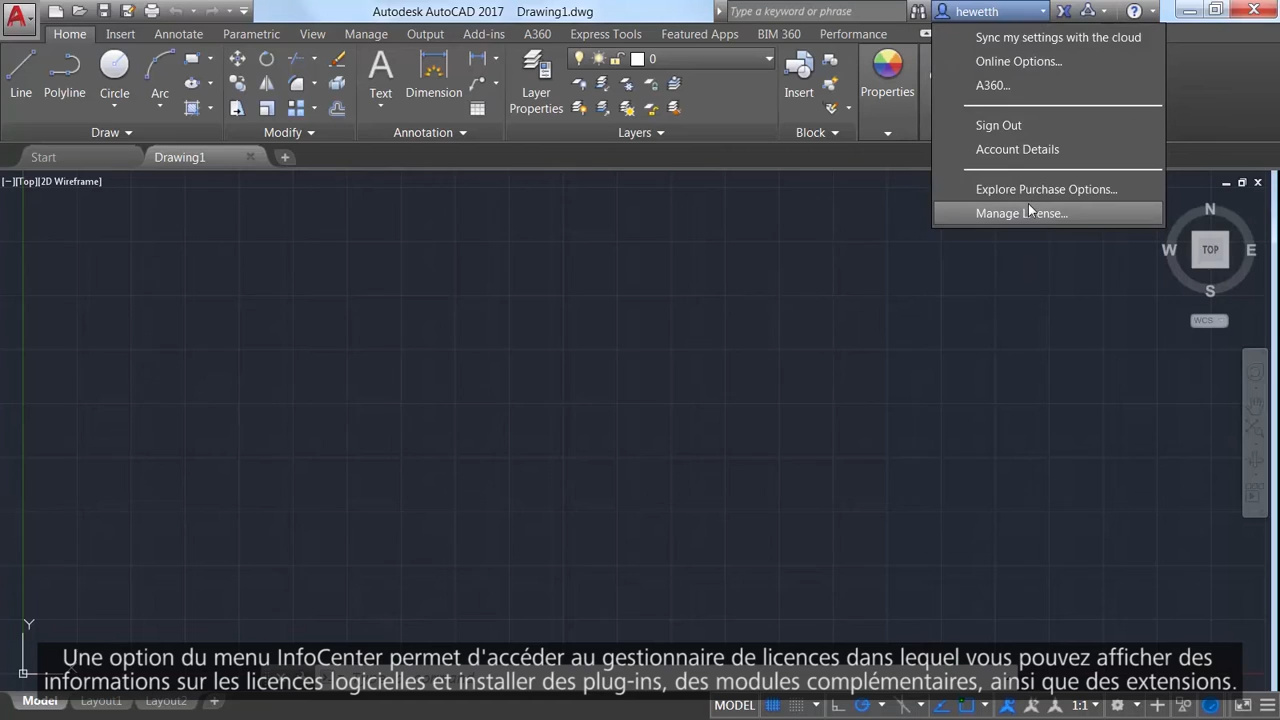 Autodesk AutoCAD 2017 Drawing1.dwg
Type a keyword or phrase
hewetth
Home Insert Annotate Parametric View Manage Output Add-ins A360 Express Tools Featured Apps BIM 360 Performance
Sync my settings with the cloud
Online Options...
A360...
Sign Out
Account Details
Explore Purchase Options...
Manage License...
0
Line Polyline Circle Arc Text Dimension Layer Properties Insert Properties
Draw Modify Annotation Layers Block
Start Drawing1
[−][Top][2D Wireframe]
N
W TOP E
S
WCS
Y
Une option du menu InfoCenter permet d'accéder au gestionnaire de licences dans lequel vous pouvez afficher des
informations sur les licences logicielles et installer des plug-ins, des modules complémentaires, ainsi que des extensions.
Model Layout1 Layout2 MODEL 1:1